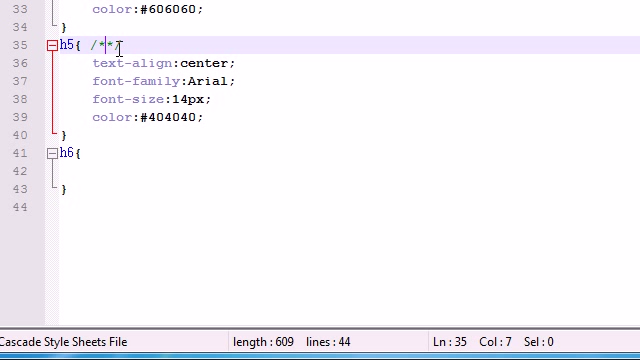 33 color:#606060;
34 }
35 h5{ /**/
36 text-align:center;
37 font-family:Arial;
38 font-size:14px;
39 color:#404040;
40 }
41 h6{
42
43 }
44
Cascade Style Sheets File length : 609 lines : 44 Ln : 35 Col : 7 Sel : 0